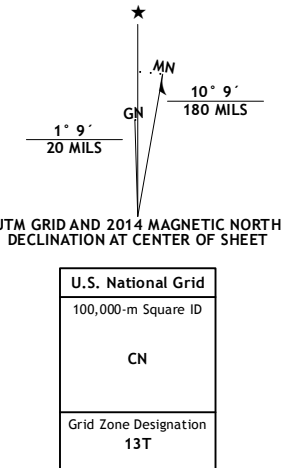 ★
MN
GN
10° 9´
180 MILS
1° 9´
20 MILS
UTM GRID AND 2014 MAGNETIC NORTH
DECLINATION AT CENTER OF SHEET
U.S. National Grid
100,000-m Square ID
CN
Grid Zone Designation
13T